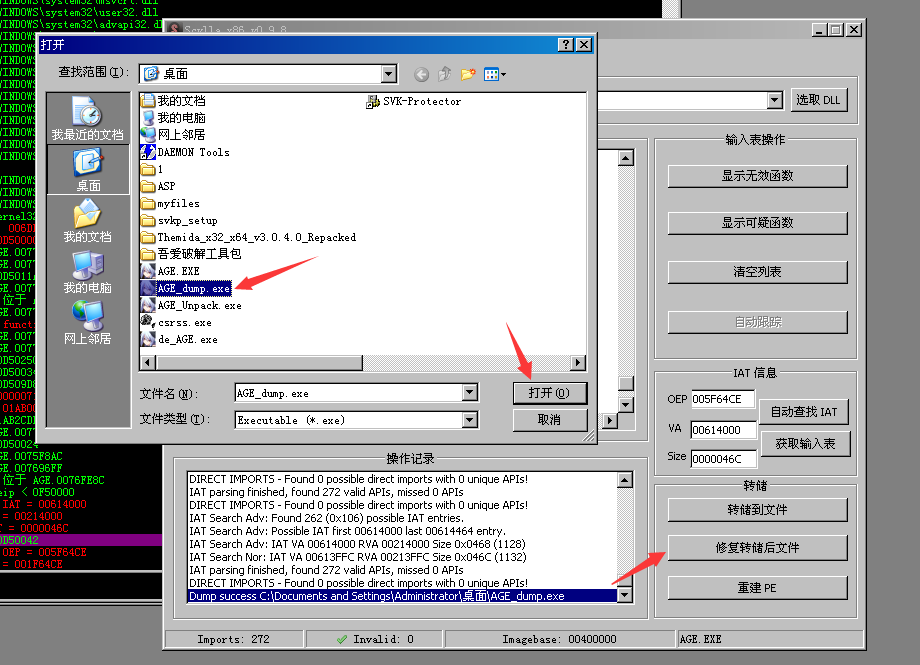 WINDOWS\system32\msvcrt.dll
WINDOWS\system32\user32.dll
WINDOWS\system32\advapi32.dl
Scylla x86 v0.9.8
打开
查找范围(I):
桌面
我最近的文档
桌面
我的文档
我的电脑
网上邻居
我的文档
我的电脑
网上邻居
DAEMON Tools
1
ASP
myfiles
svkp_setup
Themida_x32_x64_v3.0.4.0_Repacked
吾爱破解工具包
AGE.EXE
AGE_dump.exe
AGE_Unpack.exe
csrss.exe
de_AGE.exe
SVK-Protector
文件名(N):
AGE_dump.exe
打开(O)
文件类型(T):
Executable (*.exe)
取消
选取 DLL
输入表操作
显示无效函数
显示可疑函数
清空列表
自动跟踪
IAT 信息
OEP
005F64CE
VA
00614000
Size
0000046C
自动查找 IAT
获取输入表
转储
转储到文件
修复转储后文件
重建 PE
0D50024
AGE.0075F8AC
AGE.007696FF
位于 AGE.0076FE8C
eip < 0F50000
IAT = 00614000
= 00214000
= 0000046C
0D50042
OEP = 005F64CE
= 001F64CE
操作记录
DIRECT IMPORTS - Found 0 possible direct imports with 0 unique APIs!
IAT parsing finished, found 272 valid APIs, missed 0 APIs
DIRECT IMPORTS - Found 0 possible direct imports with 0 unique APIs!
IAT Search Adv: Found 262 (0x106) possible IAT entries.
IAT Search Adv: Possible IAT first 00614000 last 00614464 entry.
IAT Search Adv: IAT VA 00614000 RVA 00214000 Size 0x0468 (1128)
IAT Search Nor: IAT VA 00613FFC RVA 00213FFC Size 0x046C (1132)
IAT parsing finished, found 272 valid APIs, missed 0 APIs
DIRECT IMPORTS - Found 0 possible direct imports with 0 unique APIs!
Dump success C:\Documents and Settings\Administrator\桌面\AGE_dump.exe
Imports: 272
Invalid: 0
Imagebase: 00400000
AGE.EXE